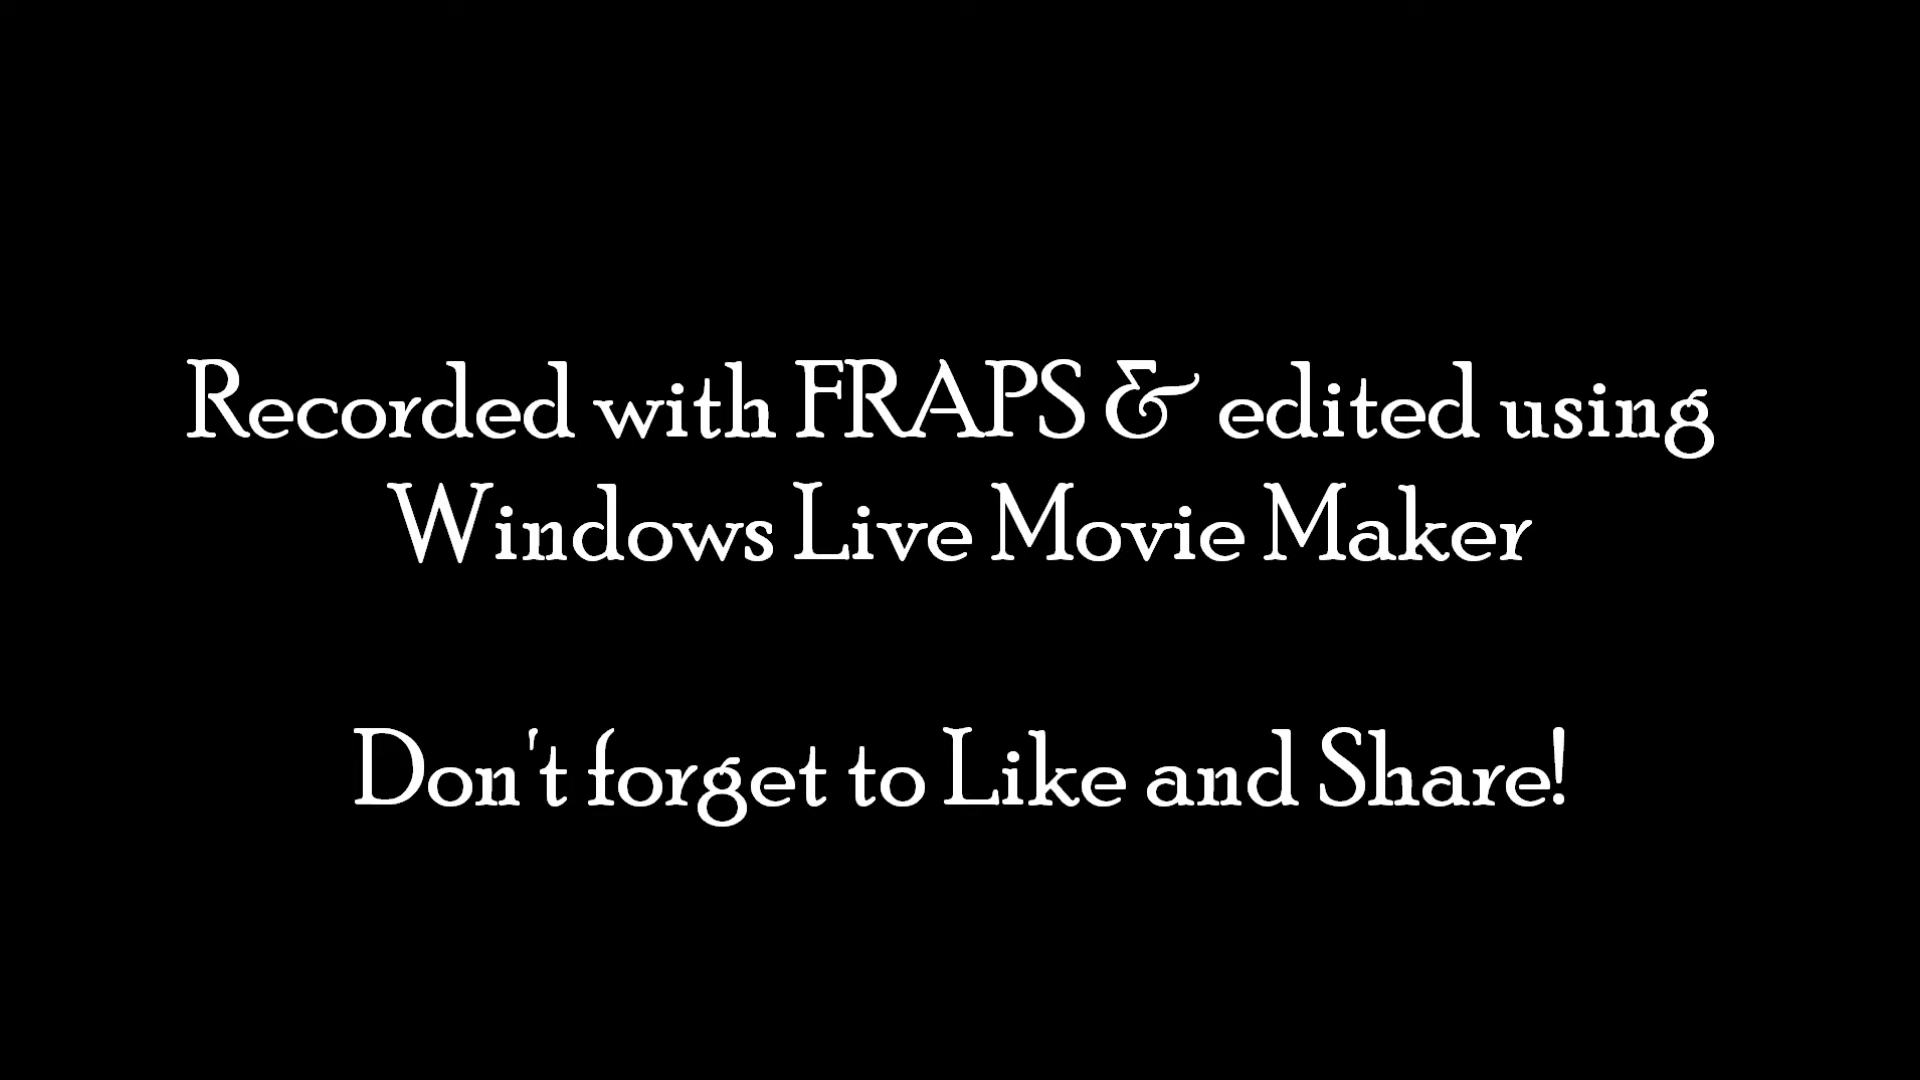 Recorded with FRAPS & edited using
Windows Live Movie Maker
Don't forget to Like and Share!